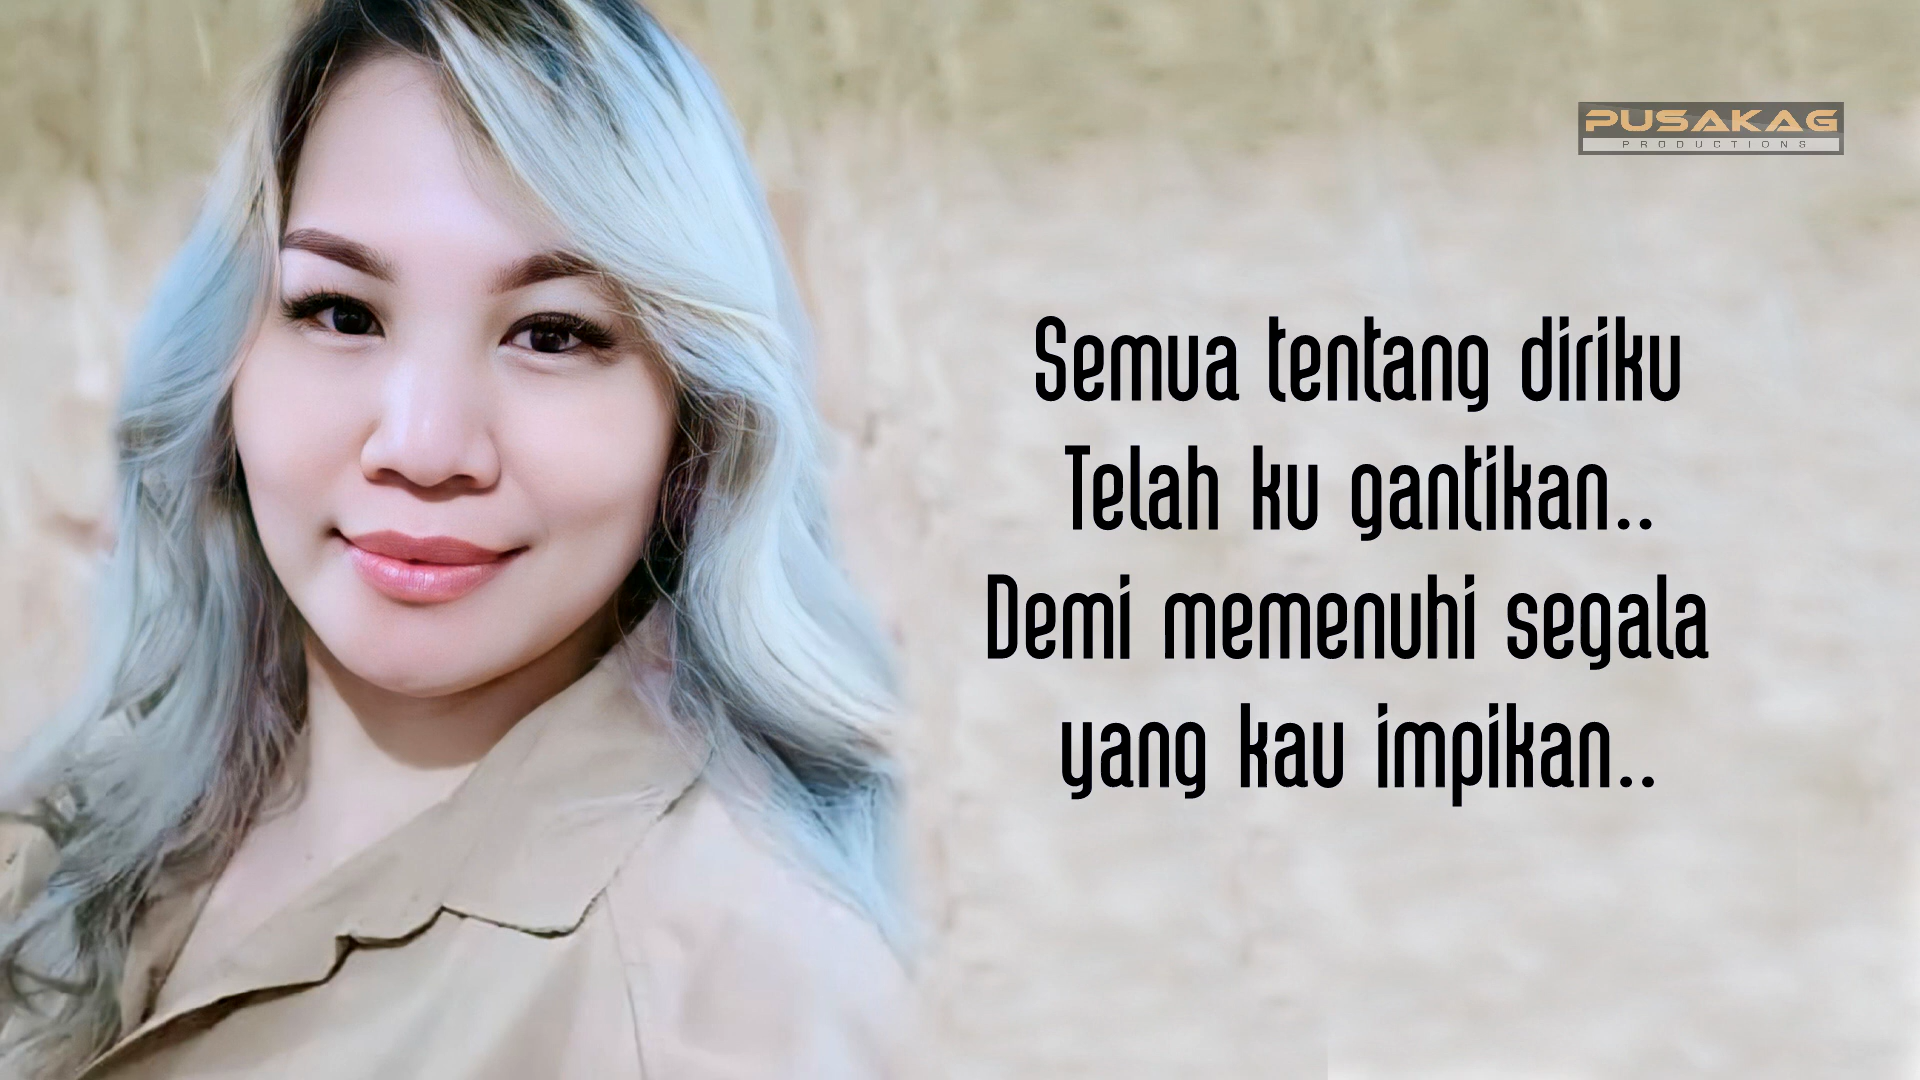 PUSAKAG
PRODUCTIONS
Semua tentang diriku
Telah ku gantikan..
Demi memenuhi segala
yang kau impikan..